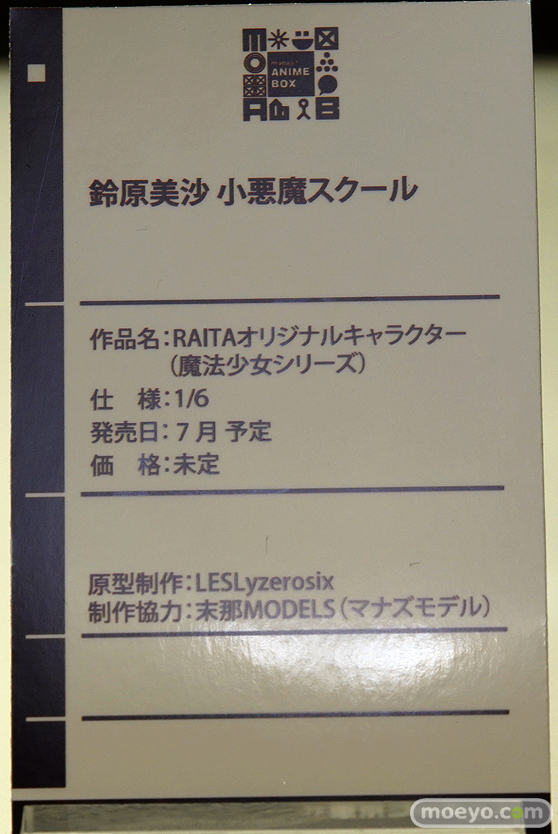 ANIME
BOX
鈴原美沙 小悪魔スクール
作品名：RAITAオリジナルキャラクター
（魔法少女シリーズ）
仕　様：1/6
発売日：７月 予定
価　格：未定
原型制作：LESLyzerosix
制作協力：末那MODELS（マナズモデル）
moeyo.com